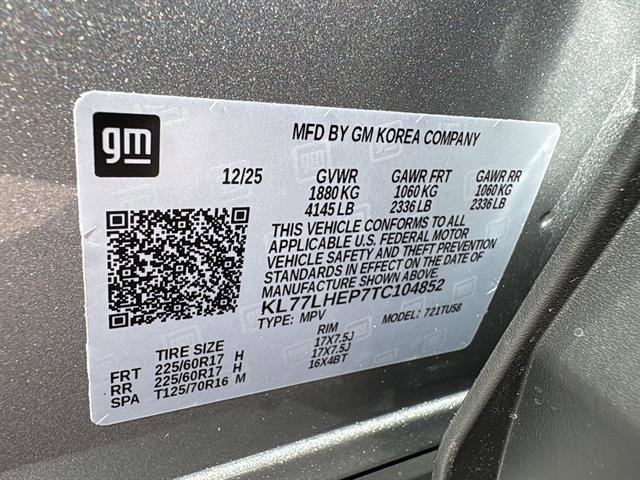 gm
MFD BY GM KOREA COMPANY
12/25 GVWR GAWR FRT GAWR RR
1880 KG 1060 KG 1060 KG
4145 LB 2336 LB 2336 LB
THIS VEHICLE CONFORMS TO ALL
APPLICABLE U.S. FEDERAL MOTOR
VEHICLE SAFETY AND THEFT PREVENTION
STANDARDS IN EFFECT ON THE DATE OF
MANUFACTURE SHOWN ABOVE.
KL77LHEP7TC104852
TYPE: MPV MODEL: 721TU58
TIRE SIZE RIM
FRT 225/60R17 H 17X7.5J
RR 225/60R17 H 17X7.5J
SPA T125/70R16 M 16X4BT